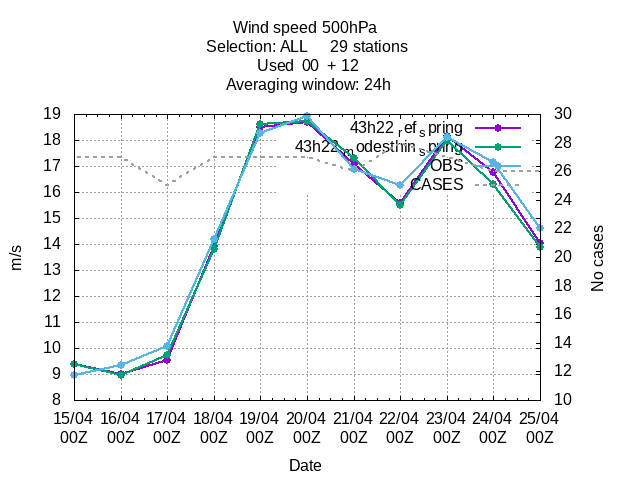 Wind speed 500hPa
Selection: ALL     29 stations
Used  00  + 12
Averaging window: 24h
19 30
18 28
17 26
16 24
15 22
14 20
13 18
12 16
11 14
10 12
9 10
8
43h22_ref_spring
43h22_modesthin_spring
OBS
CASES
m/s
No cases
15/04 16/04 17/04 18/04 19/04 20/04 21/04 22/04 23/04 24/04 25/04
00Z 00Z 00Z 00Z 00Z 00Z 00Z 00Z 00Z 00Z 00Z
Date